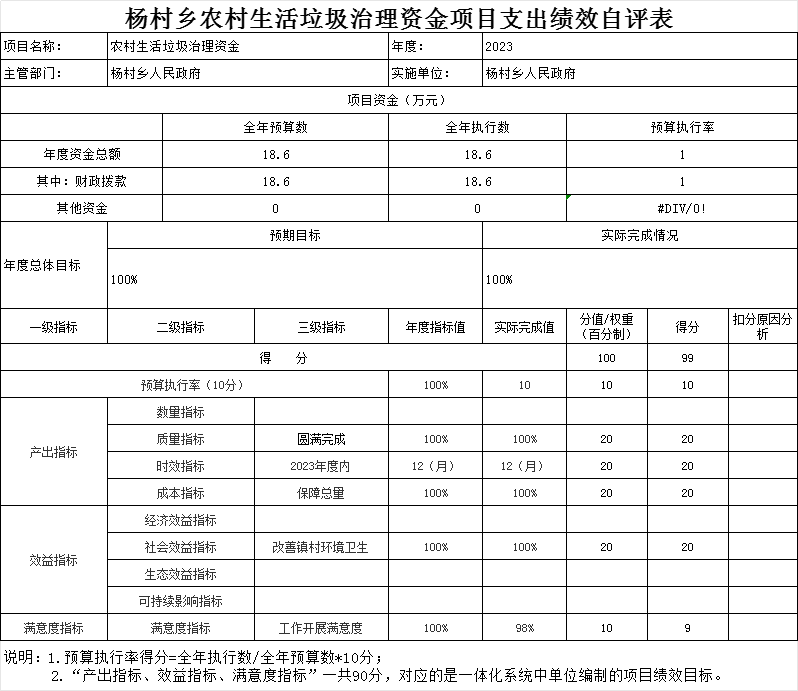 杨村乡农村生活垃圾治理资金项目支出绩效自评表
项目名称: 农村生活垃圾治理资金 年度: 2023
主管部门: 杨村乡人民政府 实施单位: 杨村乡人民政府
项目资金（万元）
全年预算数 全年执行数 预算执行率
年度资金总额 18.6 18.6 1
其中: 财政拨款 18.6 18.6 1
其他资金 0 0 #DIV/0!
年度总体目标 预期目标 实际完成情况
100% 100%
一级指标 二级指标 三级指标 年度指标值 实际完成值 分值/权重（百分制） 得分 扣分原因分析
得 分 100 99
预算执行率（10分） 100% 10 10 10
产出指标 数量指标
质量指标 圆满完成 100% 100% 20 20
时效指标 2023年度内 12（月） 12（月） 20 20
成本指标 保障总量 100% 100% 20 20
效益指标 经济效益指标
社会效益指标 改善镇村环境卫生 100% 100% 20 20
生态效益指标
可持续影响指标
满意度指标 满意度指标 工作开展满意度 100% 98% 10 9
说明: 1.预算执行率得分=全年执行数/全年预算数*10分;
2.“产出指标、效益指标、满意度指标”一共90分, 对应的是一体化系统中单位编制的项目绩效目标。